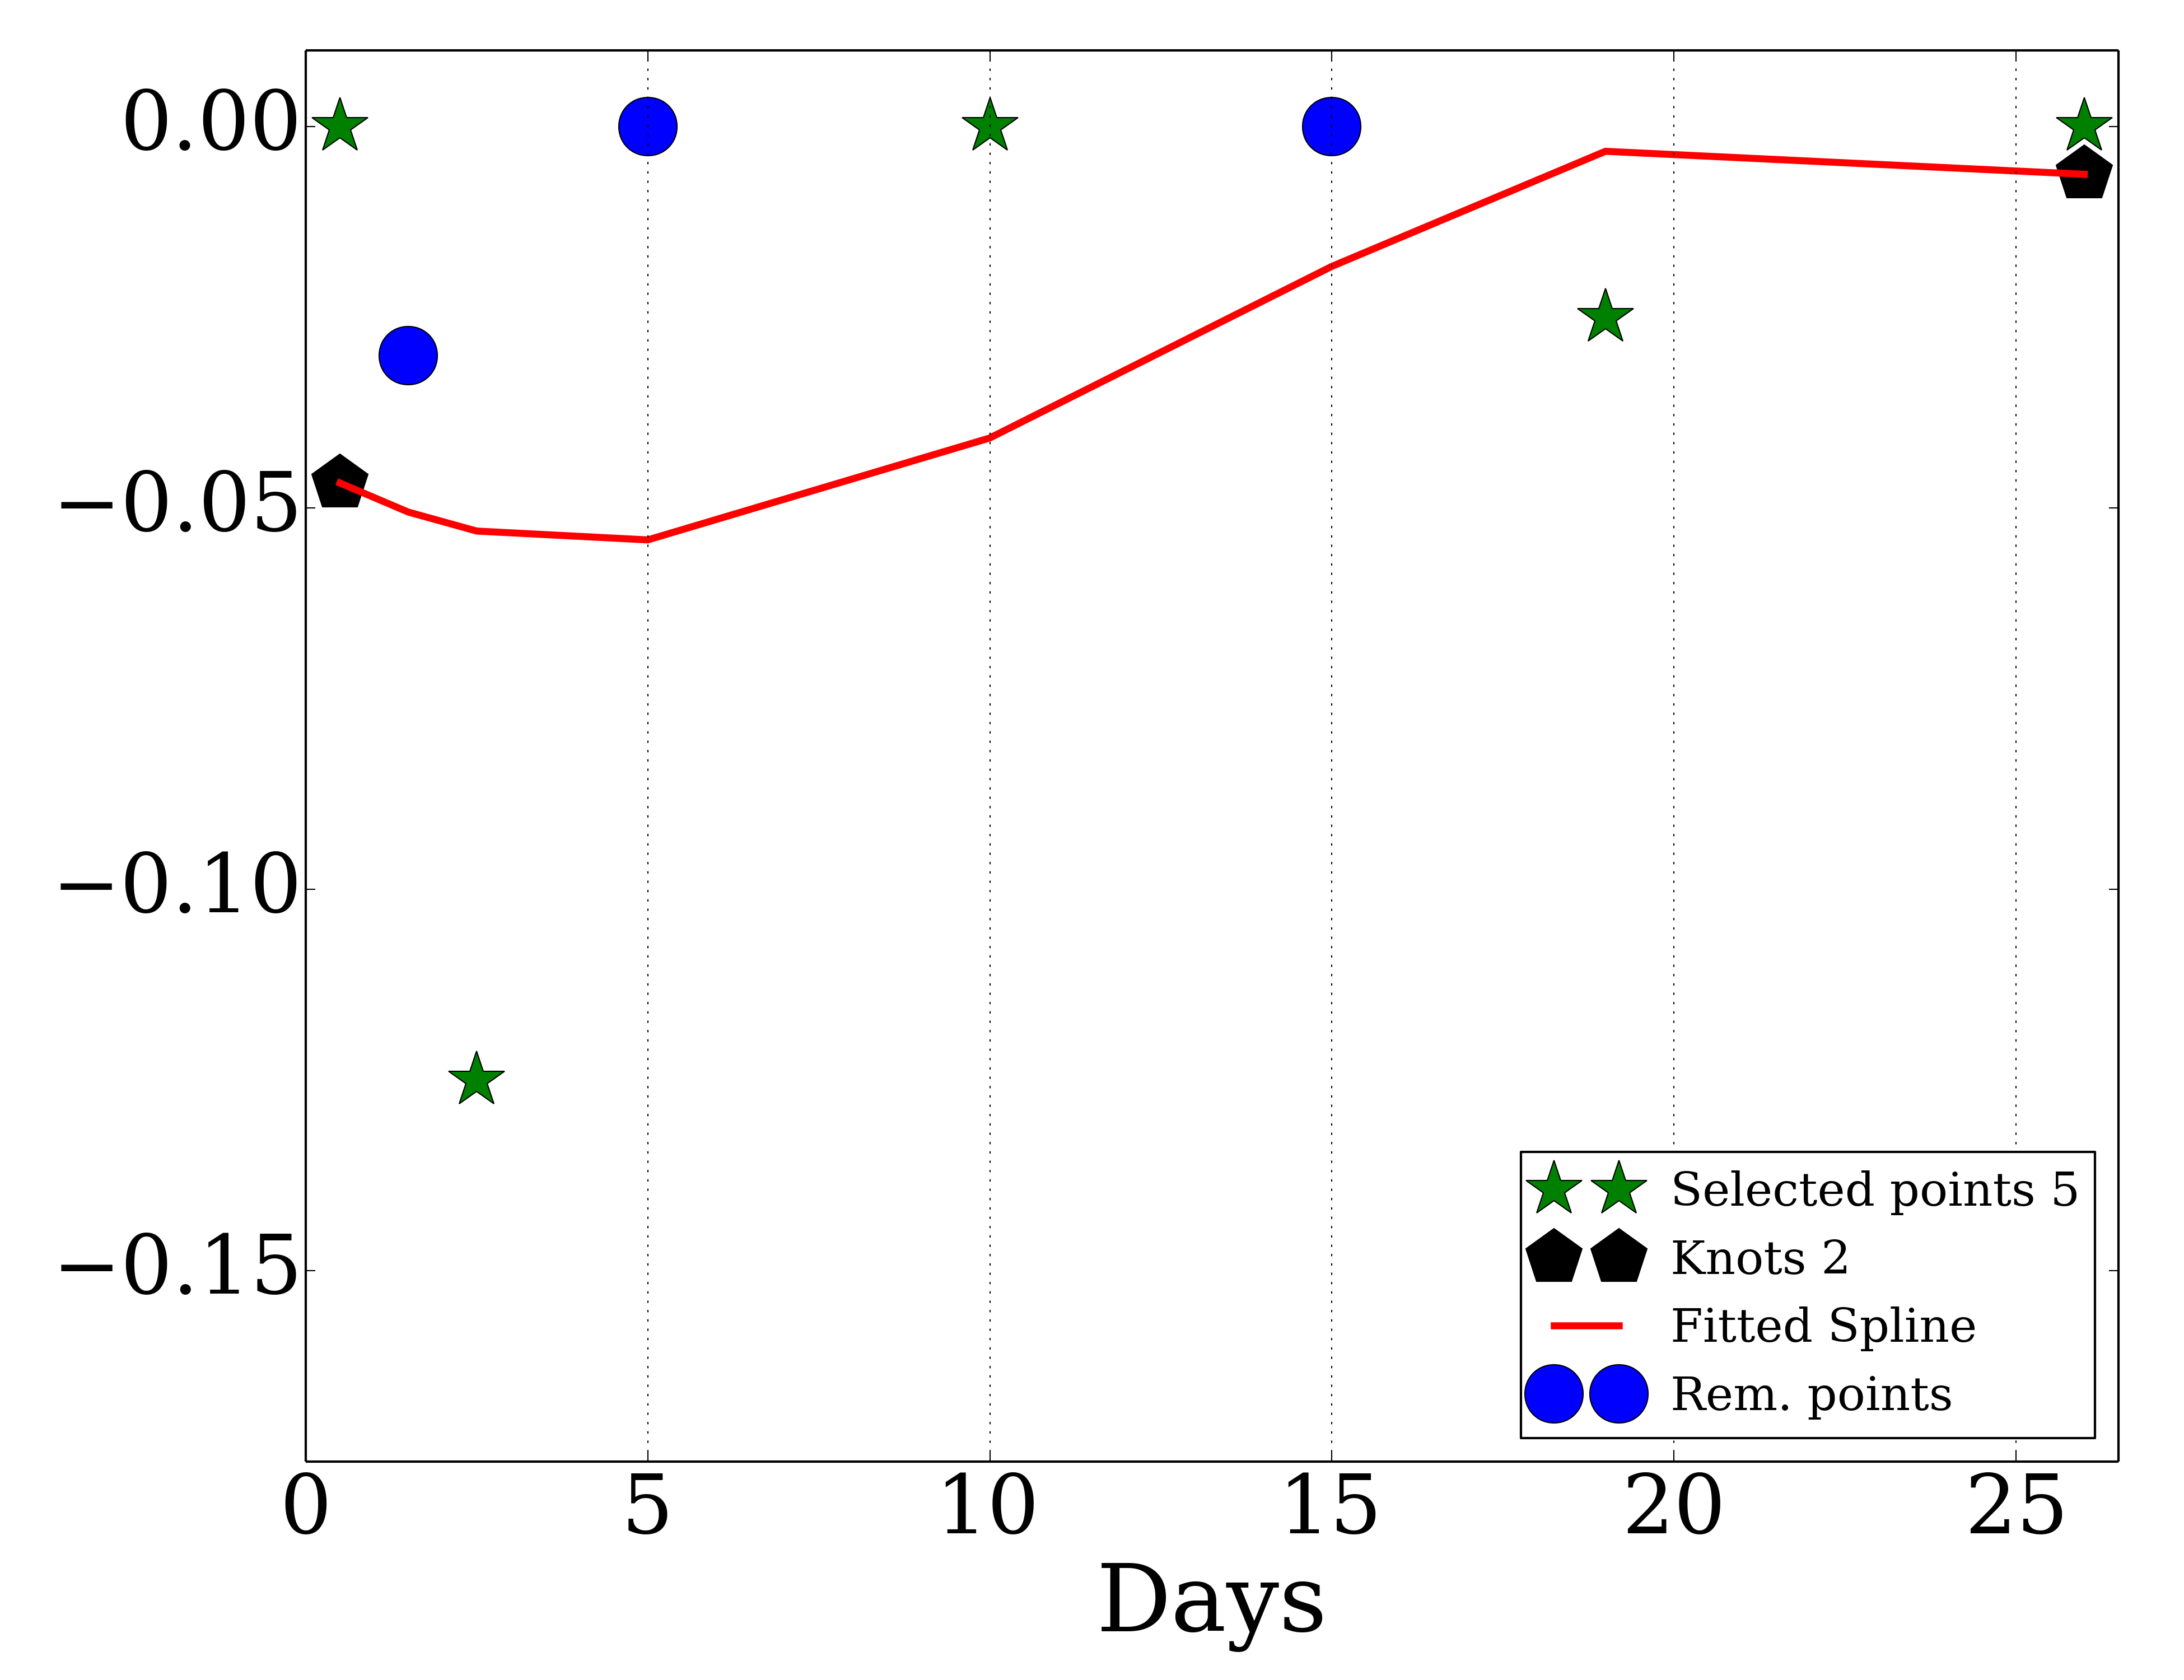 0.00
−0.05
−0.10
−0.15
0 5 10 15 20 25
Days
Selected points 5
Knots 2
Fitted Spline
Rem. points